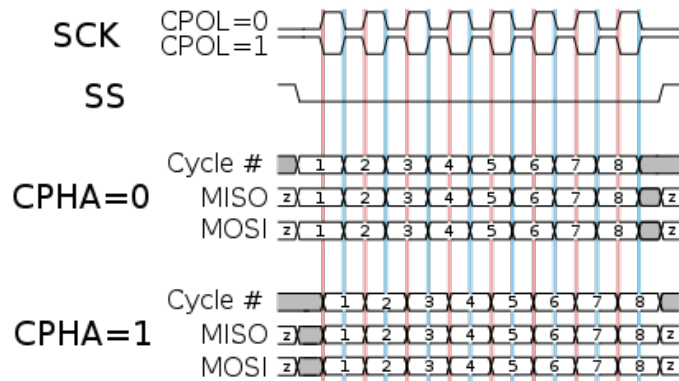 SCK CPOL=0
CPOL=1
SS
Cycle # 1 2 3 4 5 6 7 8
CPHA=0 MISO z 1 2 3 4 5 6 7 8 z
MOSI z 1 2 3 4 5 6 7 8 z
Cycle # 1 2 3 4 5 6 7 8
CPHA=1 MISO z 1 2 3 4 5 6 7 8 z
MOSI z 1 2 3 4 5 6 7 8 z